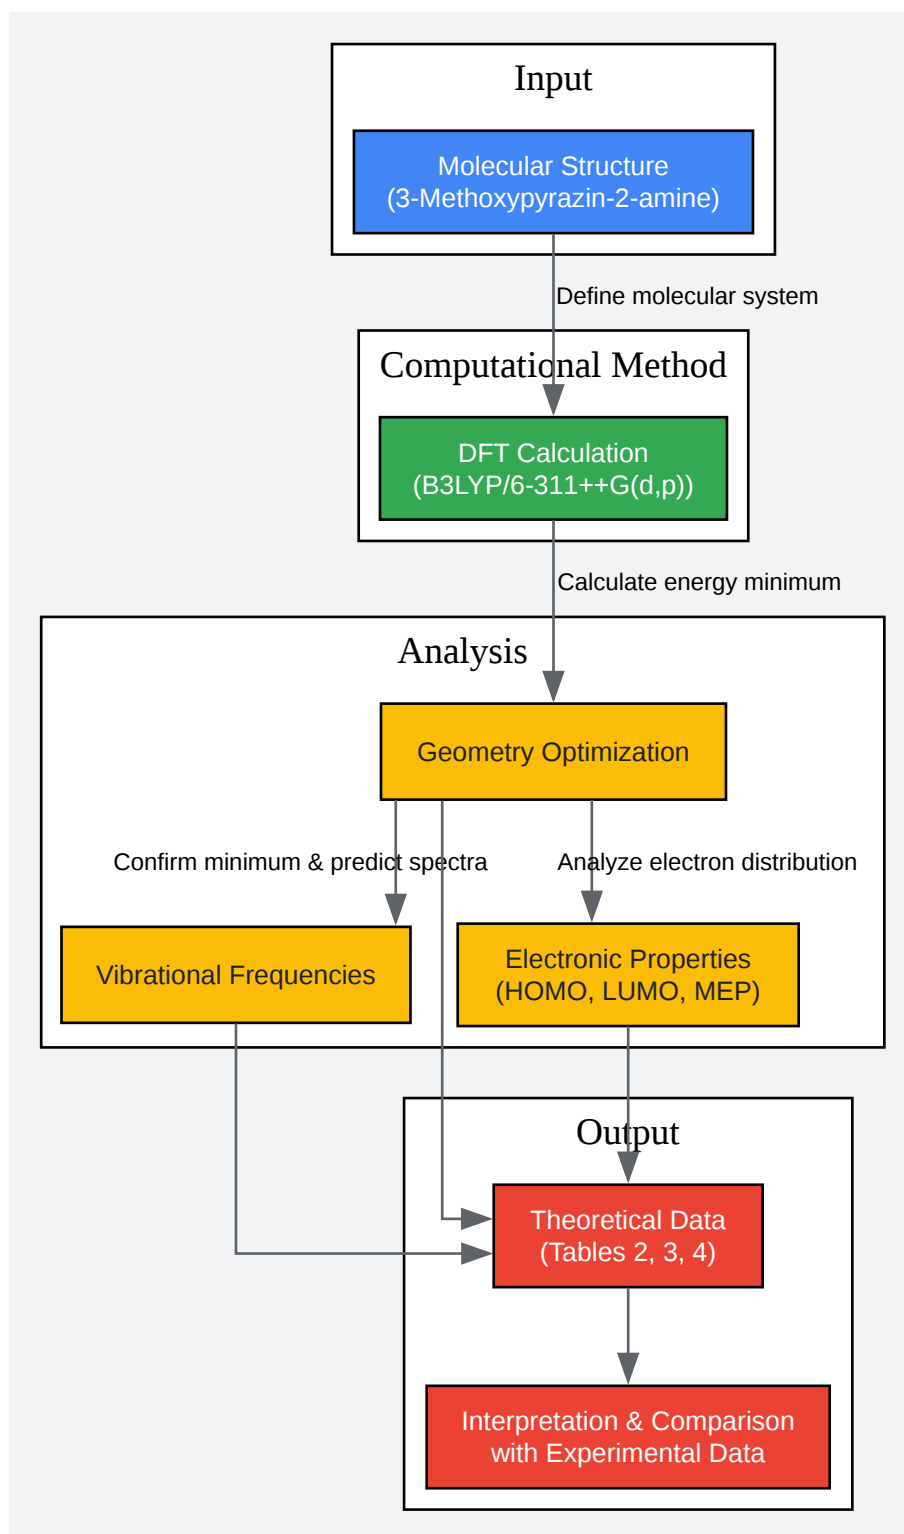 Input
Molecular Structure
(3-Methoxypyrazin-2-amine)
Define molecular system
Computational Method
DFT Calculation
(B3LYP/6-311++G(d,p))
Calculate energy minimum
Analysis
Geometry Optimization
Confirm minimum & predict spectra
Analyze electron distribution
Vibrational Frequencies
Electronic Properties
(HOMO, LUMO, MEP)
Output
Theoretical Data
(Tables 2, 3, 4)
Interpretation & Comparison
with Experimental Data